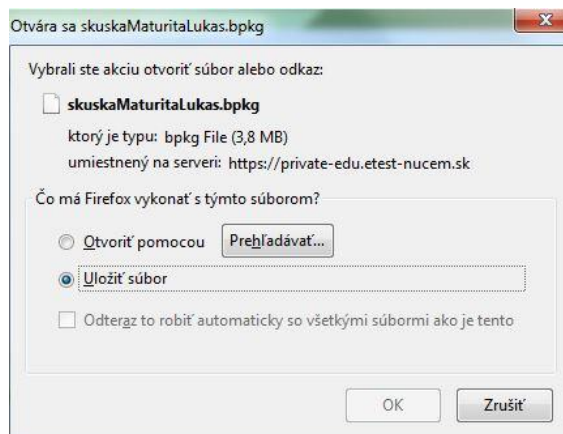 Otvára sa skuskaMaturitaLukas.bpkg
Vybrali ste akciu otvoriť súbor alebo odkaz:
skuskaMaturitaLukas.bpkg
ktorý je typu: bpkg File (3,8 MB)
umiestnený na serveri: https://private-edu.etest-nucem.sk
Čo má Firefox vykonať s týmto súborom?
Otvoriť pomocou Prehľadávať...
Uložiť súbor
Odteraz to robiť automaticky so všetkými súbormi ako je tento
OK Zrušiť